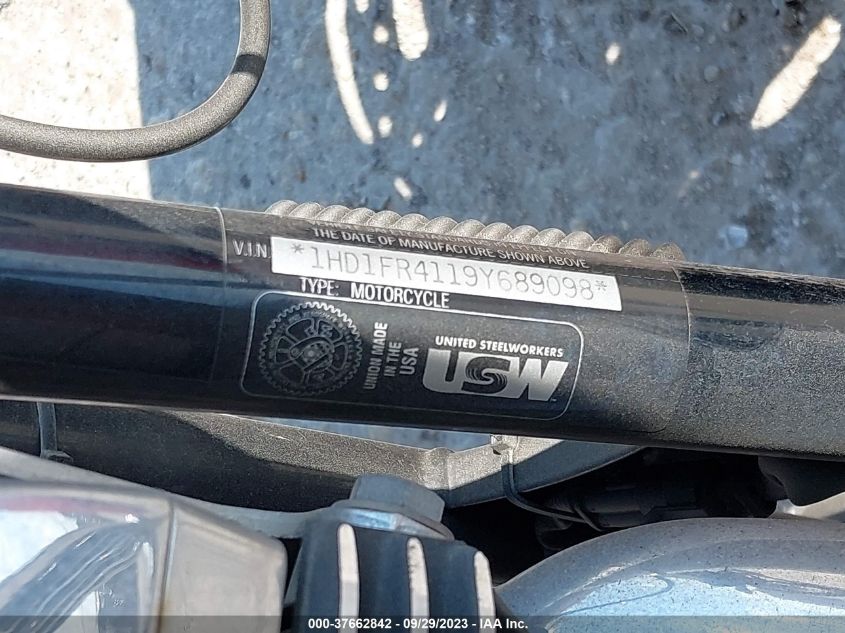 THE DATE OF MANUFACTURE SHOWN ABOVE
V.I.N. *1HD1FR4119Y689098*
TYPE: MOTORCYCLE
UNION MADE
IN THE
USA
UNITED STEELWORKERS
USW
000-37662842 - 09/29/2023 - IAA Inc.